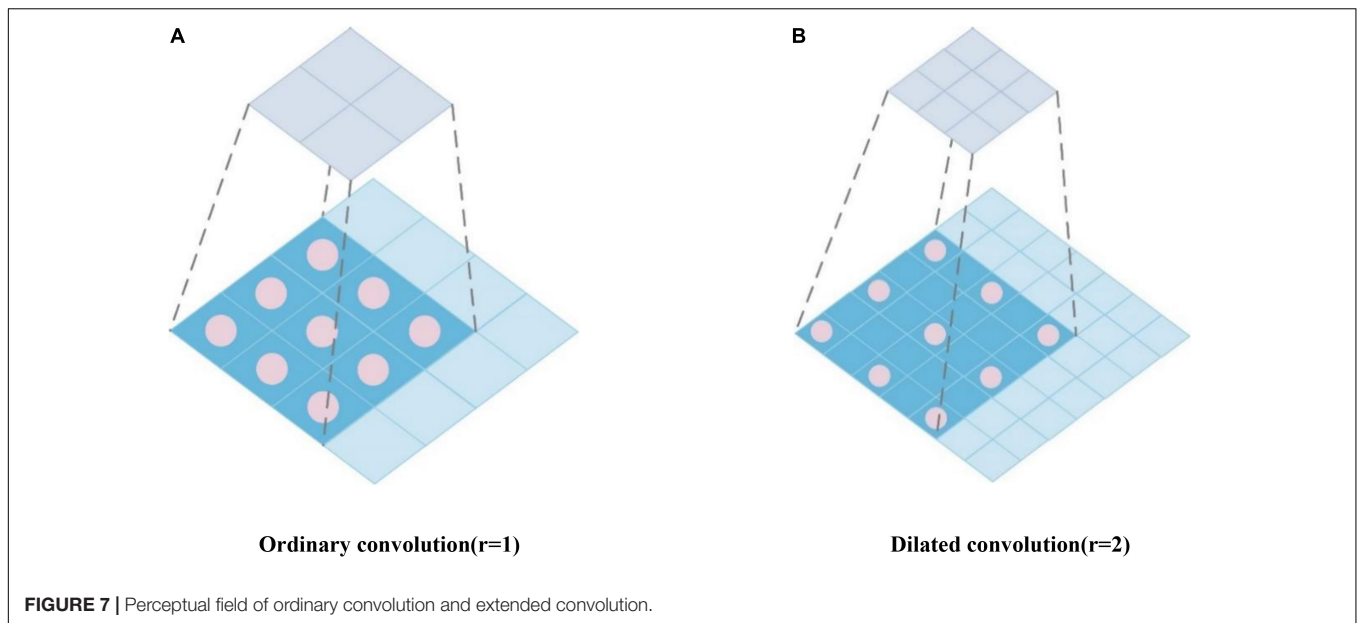 A
B
Ordinary convolution(r=1)
Dilated convolution(r=2)
FIGURE 7 | Perceptual field of ordinary convolution and extended convolution.